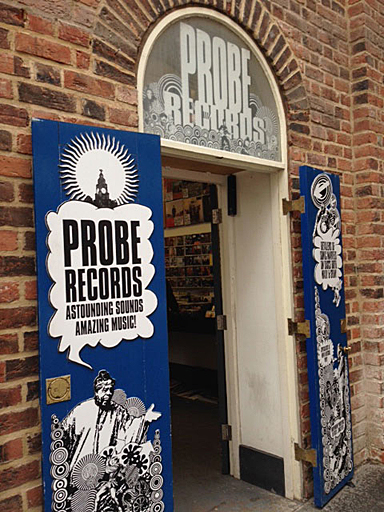 PROBE
RECORDS
PROBE
RECORDS
ASTOUNDING SOUNDS
AMAZING MUSIC!